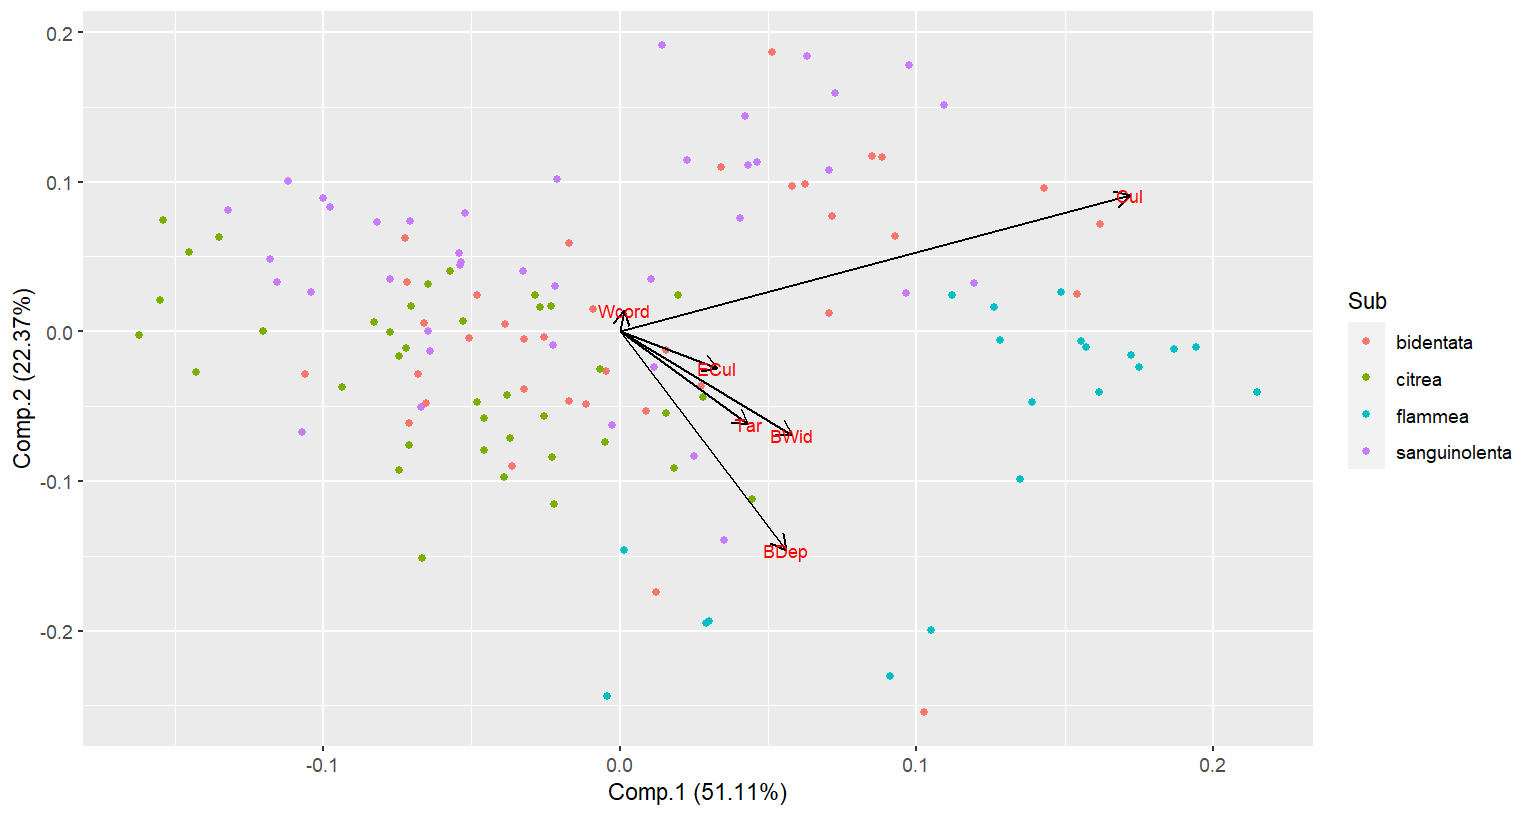 0.2
0.1
0.0
-0.1
-0.2
Comp.2 (22.37%)
Cul
Wcord
ECul
Tar
BWid
BDep
-0.1
0.0
0.1
0.2
Comp.1 (51.11%)
Sub
bidentata
citrea
flammea
sanguinolenta